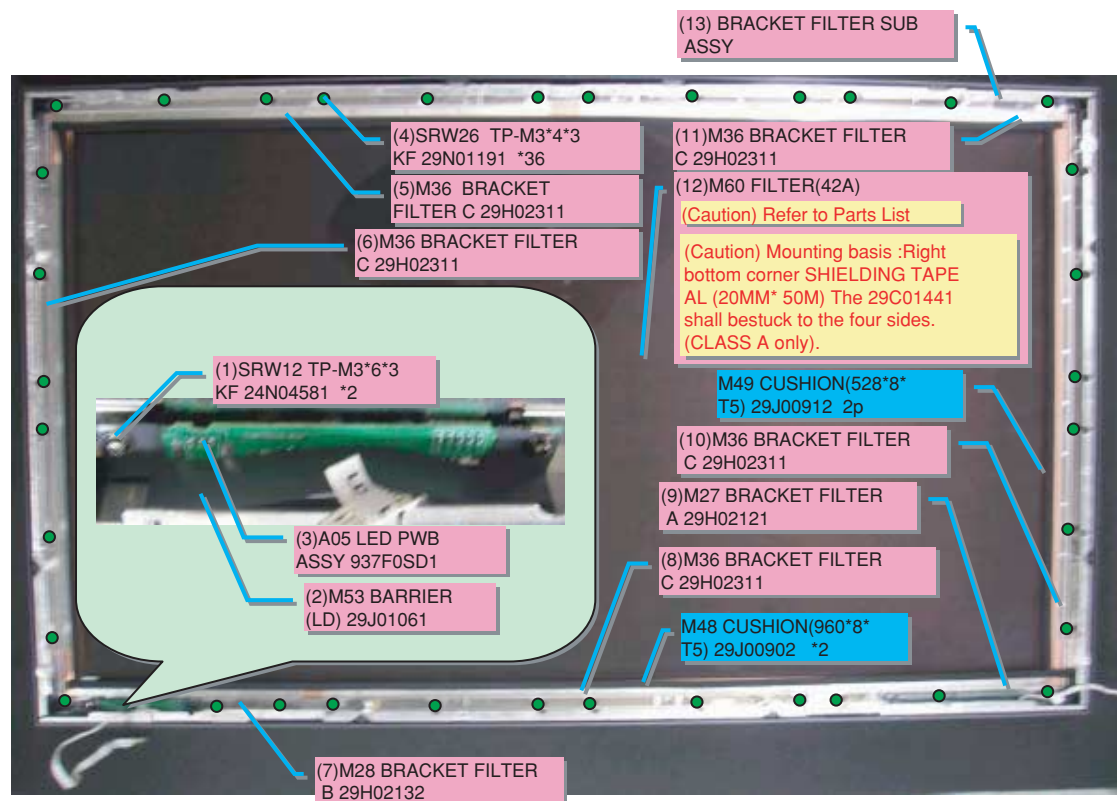 (13) BRACKET FILTER SUB
ASSY
(4)SRW26 TP-M3*4*3
KF 29N01191 *36
(5)M36 BRACKET
FILTER C 29H02311
(6)M36 BRACKET FILTER
C 29H02311
(11)M36 BRACKET FILTER
C 29H02311
(12)M60 FILTER(42A)
(Caution) Refer to Parts List
(Caution) Mounting basis :Right
bottom corner SHIELDING TAPE
AL (20MM* 50M) The 29C01441
shall bestuck to the four sides.
(CLASS A only).
(1)SRW12 TP-M3*6*3
KF 24N04581 *2
M49 CUSHION(528*8*
T5) 29J00912 2p
(10)M36 BRACKET FILTER
C 29H02311
(9)M27 BRACKET FILTER
A 29H02121
(3)A05 LED PWB
ASSY 937F0SD1
(8)M36 BRACKET FILTER
C 29H02311
(2)M53 BARRIER
(LD) 29J01061
M48 CUSHION(960*8*
T5) 29J00902 *2
(7)M28 BRACKET FILTER
B 29H02132